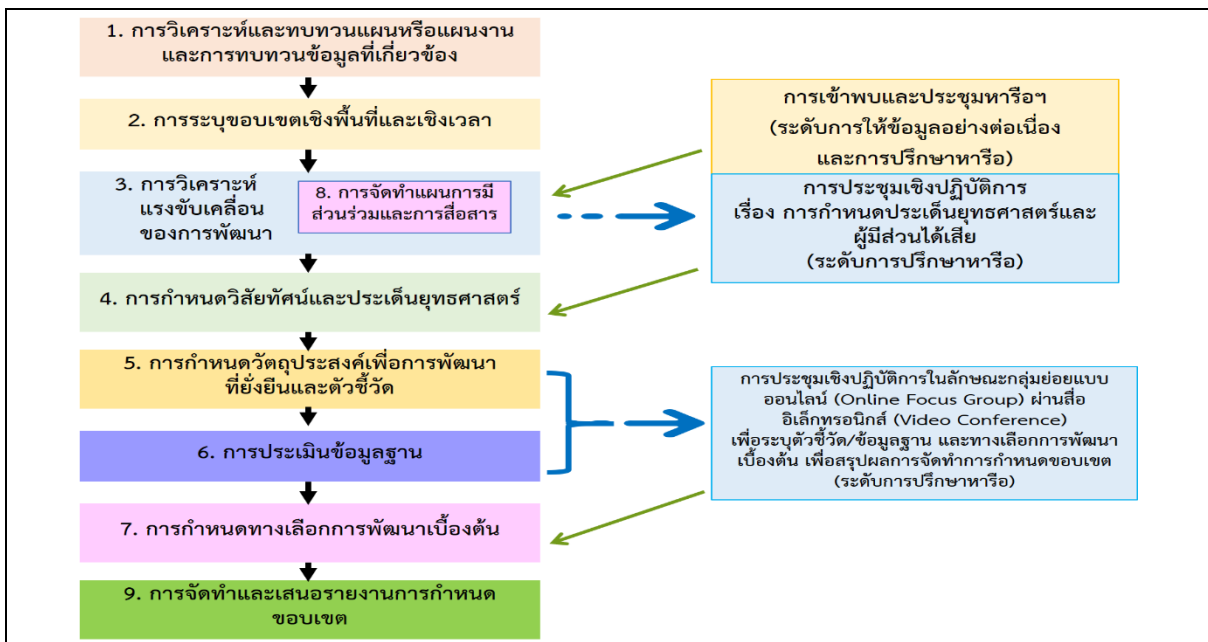 1. การวิเคราะห์และทบทวนแผนหรือแผนงาน
และการทบทวนข้อมูลที่เกี่ยวข้อง
2. การระบุขอบเขตเชิงพื้นที่และเชิงเวลา
3. การวิเคราะห์
แรงขับเคลื่อน
ของการพัฒนา
8. การจัดทำแผนการมี
ส่วนร่วมและการสื่อสาร
4. การกำหนดวิสัยทัศน์และประเด็นยุทธศาสตร์
5. การกำหนดวัตถุประสงค์เพื่อการพัฒนา
ที่ยั่งยืนและตัวชี้วัด
6. การประเมินข้อมูลฐาน
7. การกำหนดทางเลือกการพัฒนาเบื้องต้น
9. การจัดทำและเสนอรายงานการกำหนด
ขอบเขต
การเข้าพบและประชุมหารือฯ
(ระดับการให้ข้อมูลอย่างต่อเนื่อง
และการปรึกษาหารือ)
การประชุมเชิงปฏิบัติการ
เรื่อง การกำหนดประเด็นยุทธศาสตร์และ
ผู้มีส่วนได้เสีย
(ระดับการปรึกษาหารือ)
การประชุมเชิงปฏิบัติการในลักษณะกลุ่มย่อยแบบ
ออนไลน์ (Online Focus Group) ผ่านสื่อ
อิเล็กทรอนิกส์ (Video Conference)
เพื่อระบุตัวชี้วัด/ข้อมูลฐาน และทางเลือกการพัฒนา
เบื้องต้น เพื่อสรุปผลการจัดทำการกำหนดขอบเขต
(ระดับการปรึกษาหารือ)